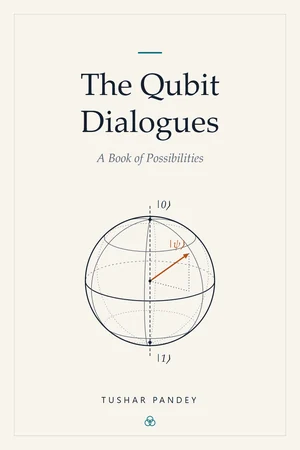 The Qubit
Dialogues
A Book of Possibilities
|0⟩
|ψ⟩
|1⟩
TUSHAR PANDEY